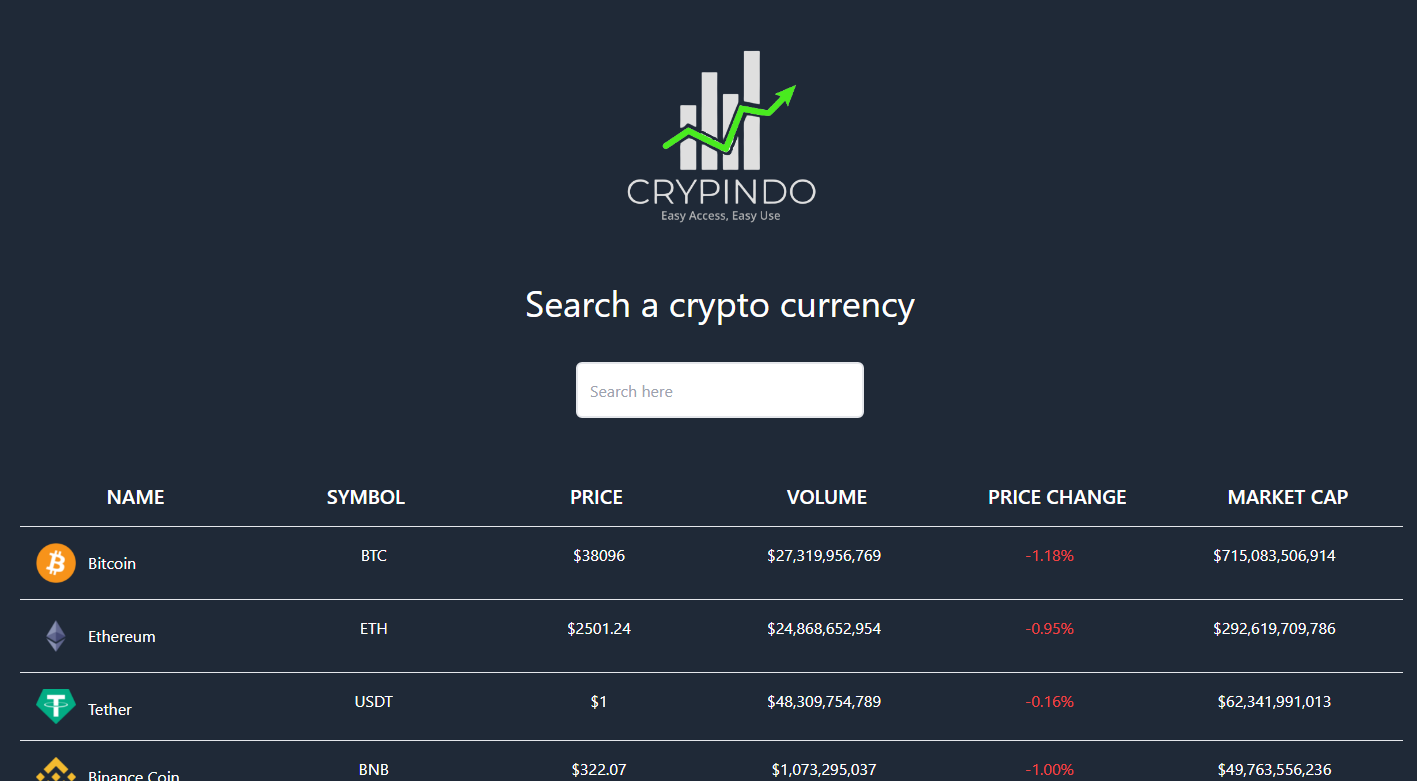 CRYPINDO
Easy Access, Easy Use
Search a crypto currency
Search here
NAME SYMBOL PRICE VOLUME PRICE CHANGE MARKET CAP
Bitcoin BTC $38096 $27,319,956,769 -1.18% $715,083,506,914
Ethereum ETH $2501.24 $24,868,652,954 -0.95% $292,619,709,786
Tether USDT $1 $48,309,754,789 -0.16% $62,341,991,013
Binance Coin BNB $322.07 $1,073,295,037 -1.00% $49,763,556,236